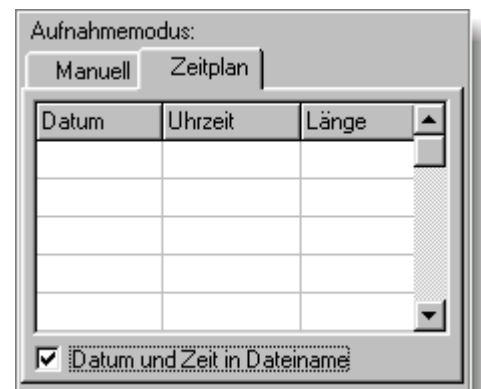 Aufnahmemodus:
Manuell Zeitplan
Datum Uhrzeit Länge
Datum und Zeit in Dateiname